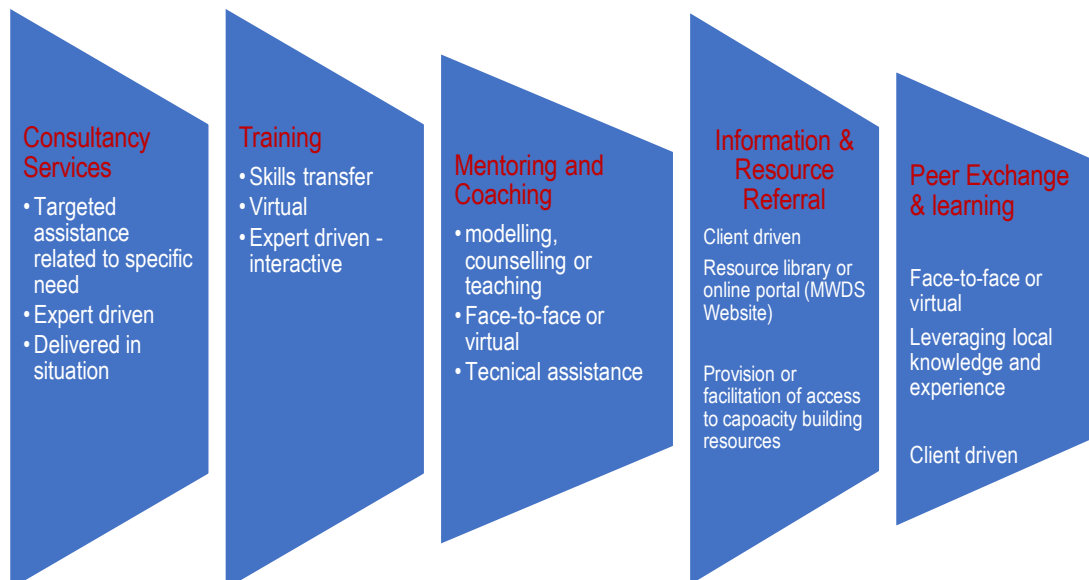 Consultancy
Services
• Targeted
assistance
related to specific
need
• Expert driven
• Delivered in
situation
Training
• Skills transfer
• Virtual
• Expert driven -
interactive
Mentoring and
Coaching
• modelling,
counselling or
teaching
• Face-to-face or
virtual
• Tecnical assistance
Information &
Resource
Referral
Client driven
Resource library or
online portal (MWDS
Website)
Provision or
facilitation of access
to capoacity building
resources
Peer Exchange
& learning
Face-to-face or
virtual
Leveraging local
knowledge and
experience
Client driven